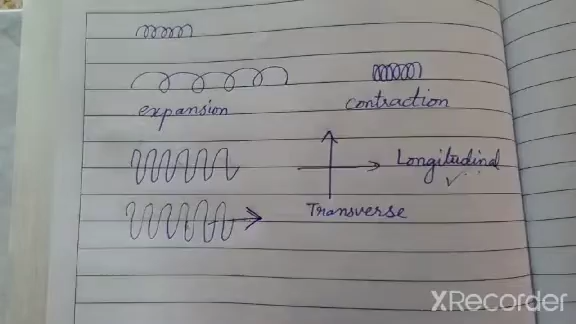 expansion
contraction
Longitudinal
Transverse
XRecorder